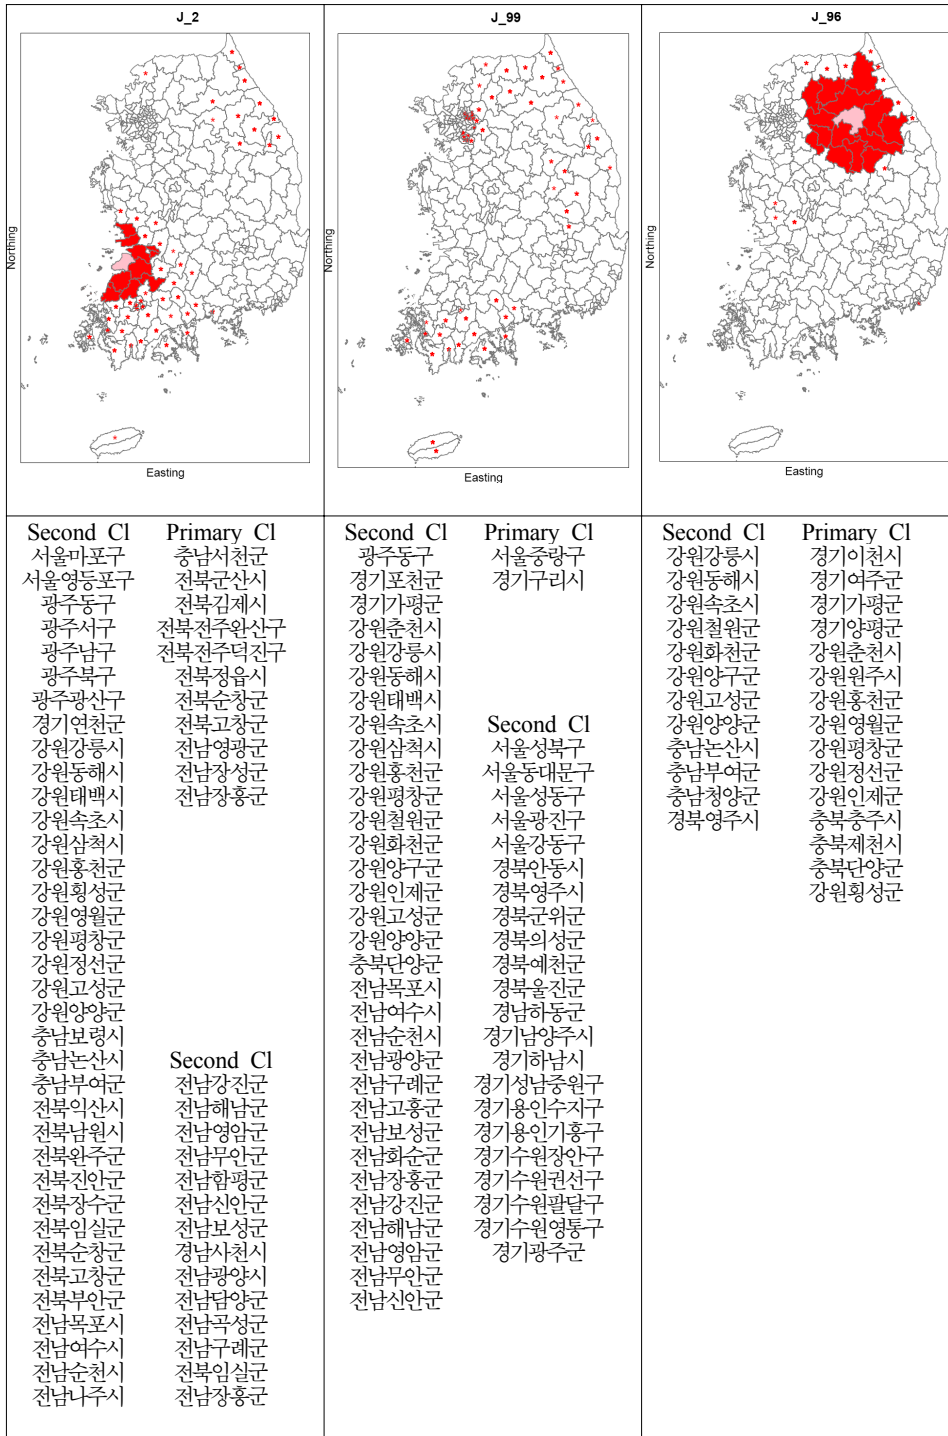 J_2
Northing
Easting
J_99
Northing
Easting
J_96
Northing
Easting
Second Cl
서울마포구
서울영등포구
광주동구
광주서구
광주남구
광주북구
광주광산구
경기연천군
강원강릉시
강원동해시
강원태백시
강원속초시
강원삼척시
강원홍천군
강원횡성군
강원영월군
강원평창군
강원정선군
강원고성군
강원양양군
충남보령시
충남논산시
충남부여군
전북익산시
전북남원시
전북완주군
전북진안군
전북장수군
전북임실군
전북순창군
전북고창군
전북부안군
전남목포시
전남여수시
전남순천시
전남나주시
Primary Cl
충남서천군
전북군산시
전북김제시
전북전주완산구
전북전주덕진구
전북정읍시
전북순창군
전북고창군
전남영광군
전남장성군
전남장흥군
Second Cl
전남강진군
전남해남군
전남영암군
전남무안군
전남함평군
전남신안군
전남보성군
경남사천시
전남광양시
전남담양군
전남곡성군
전남구례군
전북임실군
전남장흥군
Second Cl
광주동구
경기포천군
경기가평군
강원춘천시
강원강릉시
강원동해시
강원태백시
강원속초시
강원삼척시
강원홍천군
강원평창군
강원철원군
강원화천군
강원양구군
강원인제군
강원고성군
강원양양군
충북단양군
전남목포시
전남여수시
전남순천시
전남광양군
전남구례군
전남고흥군
전남보성군
전남화순군
전남장흥군
전남강진군
전남해남군
전남영암군
전남무안군
전남신안군
Primary Cl
서울중랑구
경기구리시
Second Cl
서울성북구
서울동대문구
서울성동구
서울광진구
서울강동구
경북안동시
경북영주시
경북군위군
경북의성군
경북예천군
경북울진군
경남하동군
경기남양주시
경기하남시
경기성남중원구
경기용인수지구
경기용인기흥구
경기수원장안구
경기수원권선구
경기수원팔달구
경기수원영통구
경기광주군
Second Cl
강원강릉시
강원동해시
강원속초시
강원철원군
강원화천군
강원양구군
강원고성군
강원양양군
충남논산시
충남부여군
충남청양군
경북영주시
Primary Cl
경기이천시
경기여주군
경기가평군
경기양평군
강원춘천시
강원원주시
강원홍천군
강원영월군
강원평창군
강원정선군
강원인제군
충북충주시
충북제천시
충북단양군
강원횡성군